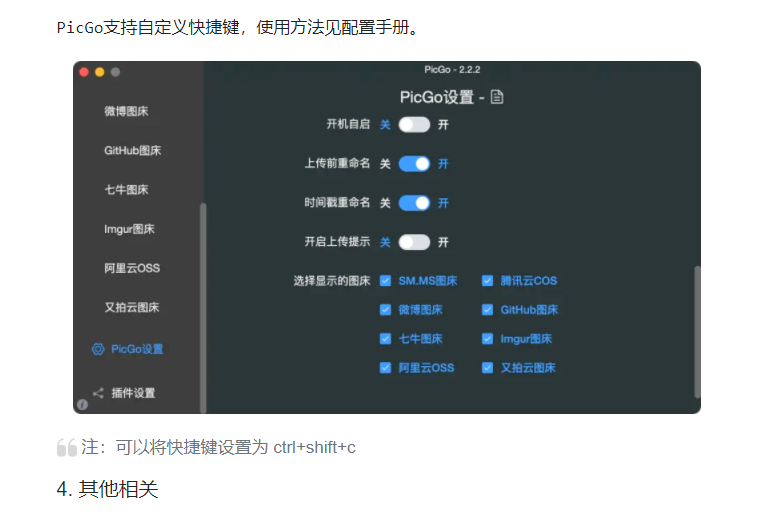 PicGo支持自定义快捷键，使用方法见配置手册。
PicGo - 2.2.2
PicGo设置 -
微博图床
GitHub图床
七牛图床
Imgur图床
阿里云OSS
又拍云图床
PicGo设置
插件设置
开机自启 关 开
上传前重命名 关 开
时间戳重命名 关 开
开启上传提示 关 开
选择显示的图床 SM.MS图床 腾讯云COS
微博图床 GitHub图床
七牛图床 Imgur图床
阿里云OSS 又拍云图床
注：可以将快捷键设置为 ctrl+shift+c
4. 其他相关